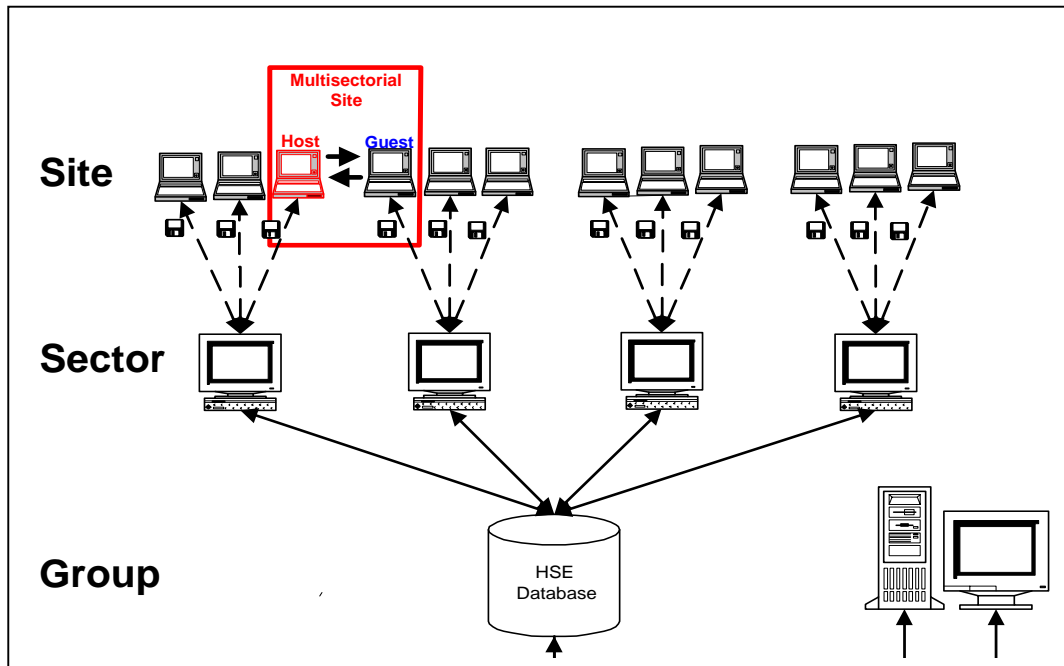 Multisectorial
Site
Host
Guest
Site
Sector
Group
HSE
Database